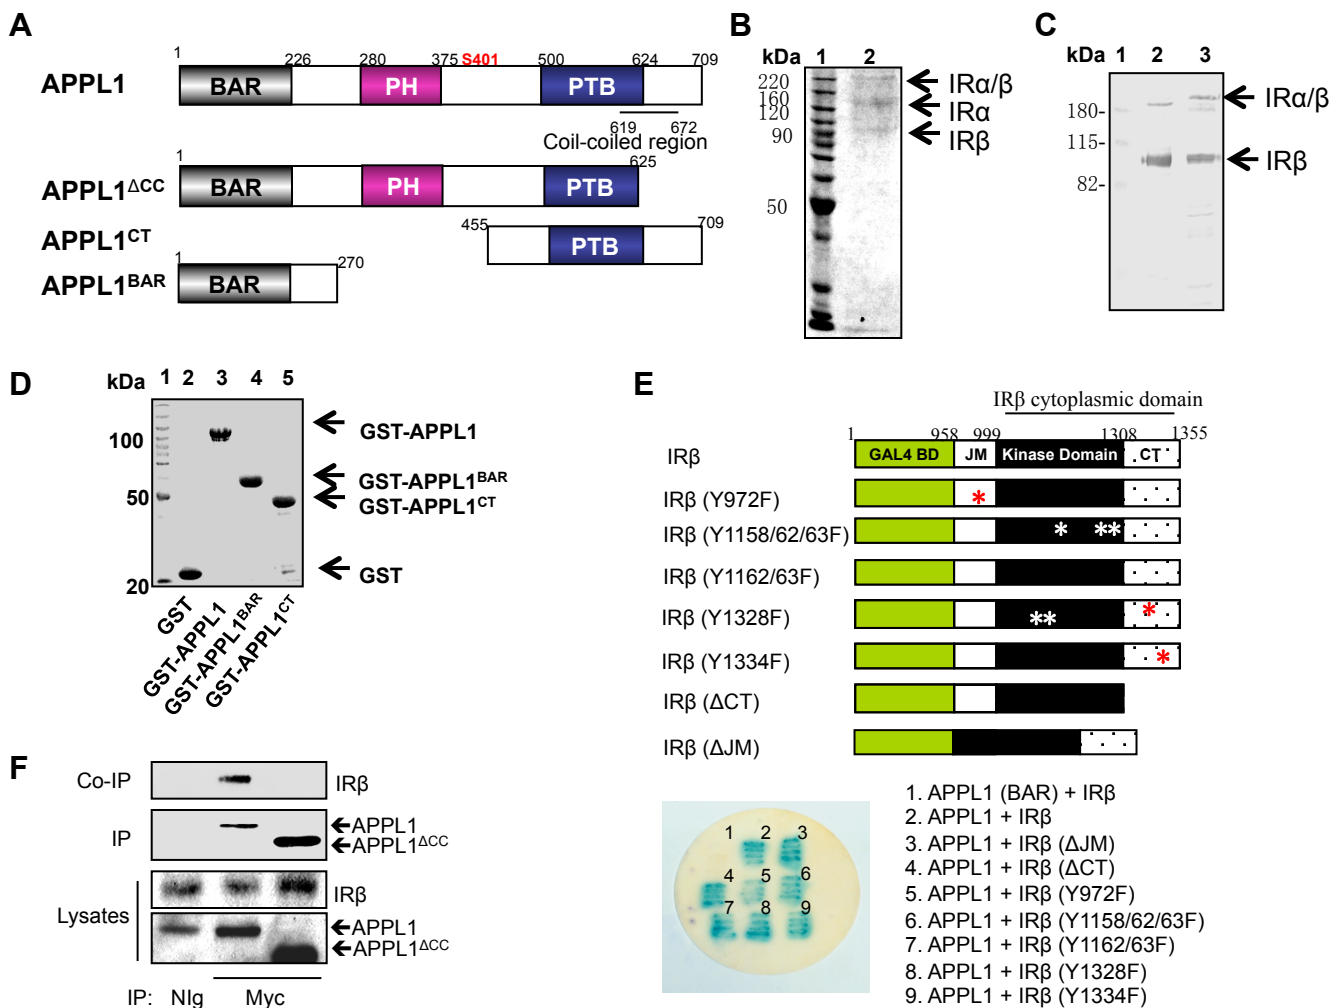 A
1
226
280
375
S401
500
624
709
APPL1
BAR
PH
PTB
619
672
Coil-coiled region
1
625
APPL1ΔCC
BAR
PH
PTB
455
709
APPL1CT
PTB
1
270
APPL1BAR
BAR
B
kDa
1
2
220
160
120
90
50
IRα/β
IRα
IRβ
C
kDa
1
2
3
180-
115-
82-
IRα/β
IRβ
D
kDa
1
2
3
4
5
100
50
20
GST-APPL1
GST-APPL1BAR
GST-APPL1CT
GST
GST
GST-APPL1
GST-APPL1BAR
GST-APPL1CT
E
IRβ cytoplasmic domain
1
958
999
1308
1355
IRβ
GAL4 BD
JM
Kinase Domain
CT
IRβ (Y972F)
*
IRβ (Y1158/62/63F)
* **
IRβ (Y1162/63F)
IRβ (Y1328F)
** *
IRβ (Y1334F)
*
IRβ (ΔCT)
IRβ (ΔJM)
1
2
3
4
5
6
7
8
9
1. APPL1 (BAR) + IRβ
2. APPL1 + IRβ
3. APPL1 + IRβ (ΔJM)
4. APPL1 + IRβ (ΔCT)
5. APPL1 + IRβ (Y972F)
6. APPL1 + IRβ (Y1158/62/63F)
7. APPL1 + IRβ (Y1162/63F)
8. APPL1 + IRβ (Y1328F)
9. APPL1 + IRβ (Y1334F)
F
Co-IP
IRβ
IP
APPL1
APPL1ΔCC
Lysates
IRβ
APPL1
APPL1ΔCC
IP: NIg Myc